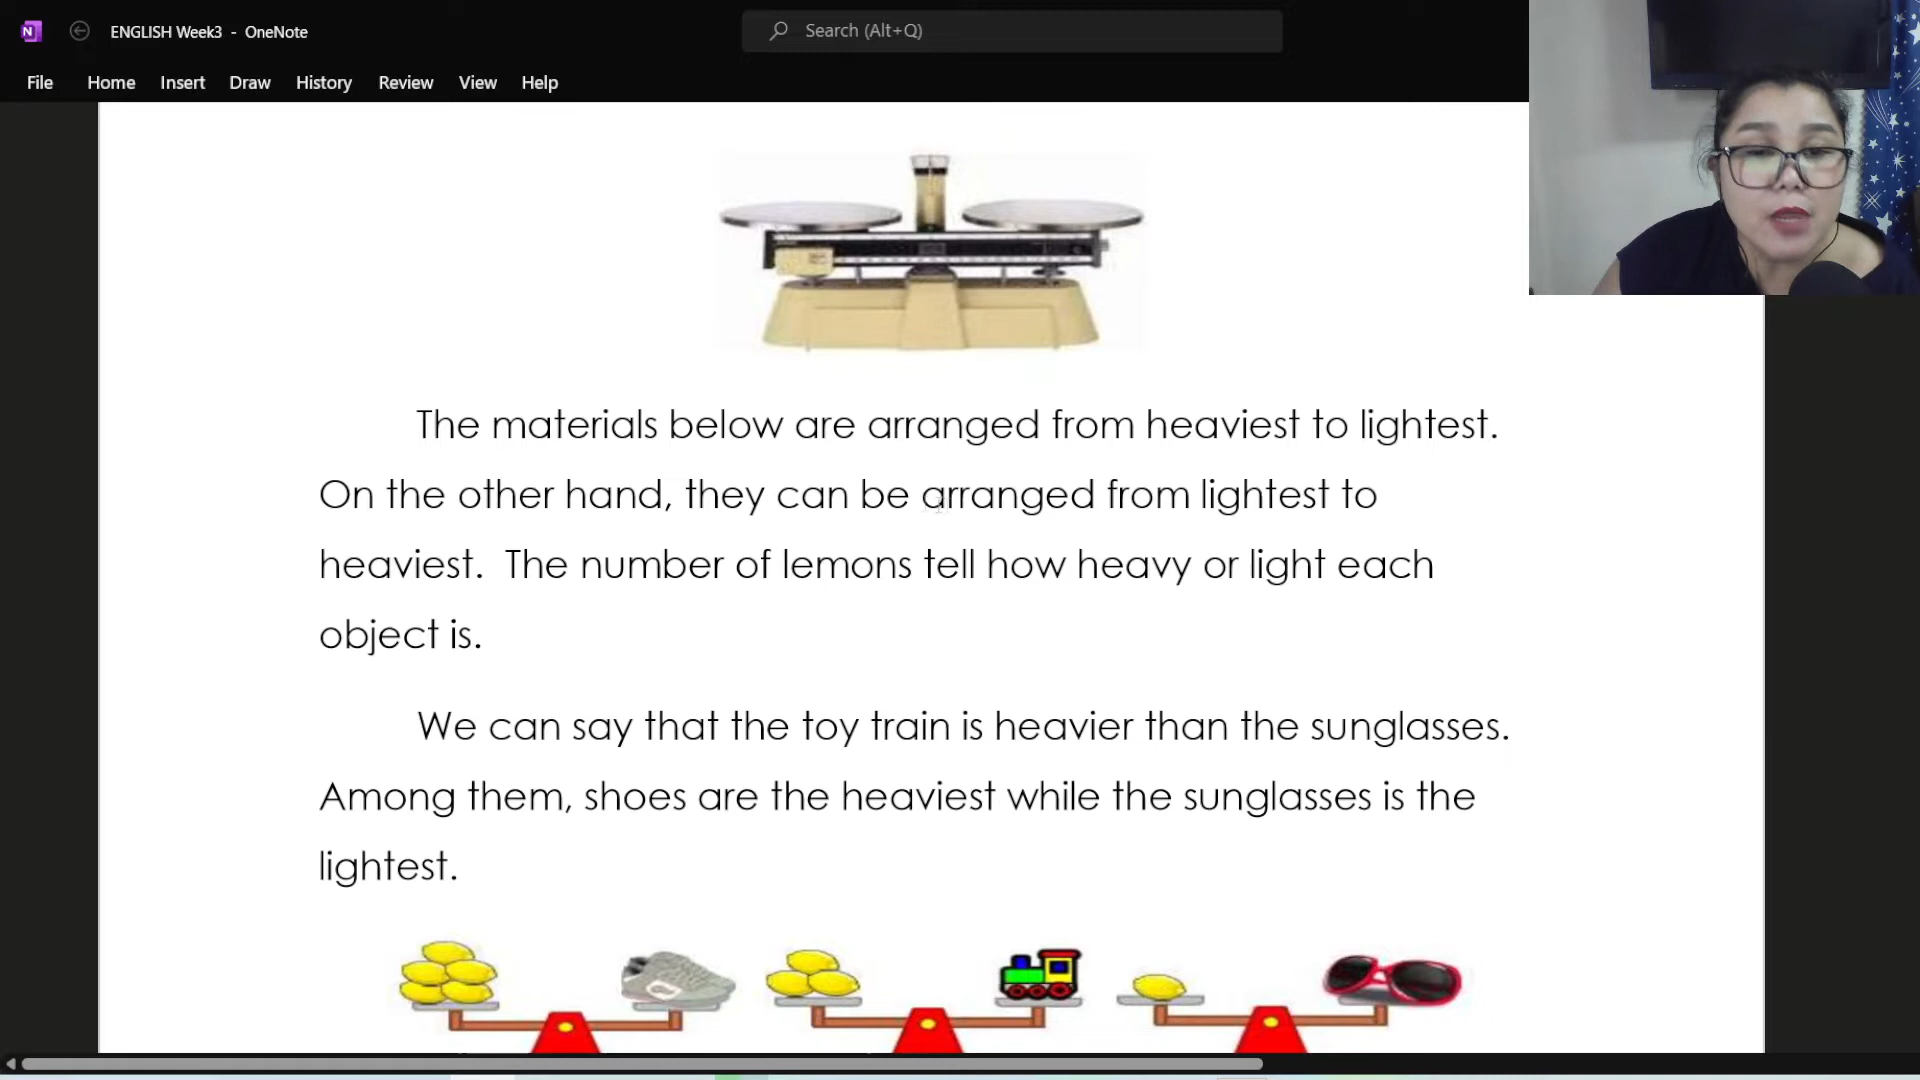 N
ENGLISH Week3 - OneNote
Search (Alt+Q)
File Home Insert Draw History Review View Help
The materials below are arranged from heaviest to lightest.
On the other hand, they can be arranged from lightest to
heaviest. The number of lemons tell how heavy or light each
object is.
We can say that the toy train is heavier than the sunglasses.
Among them, shoes are the heaviest while the sunglasses is the
lightest.